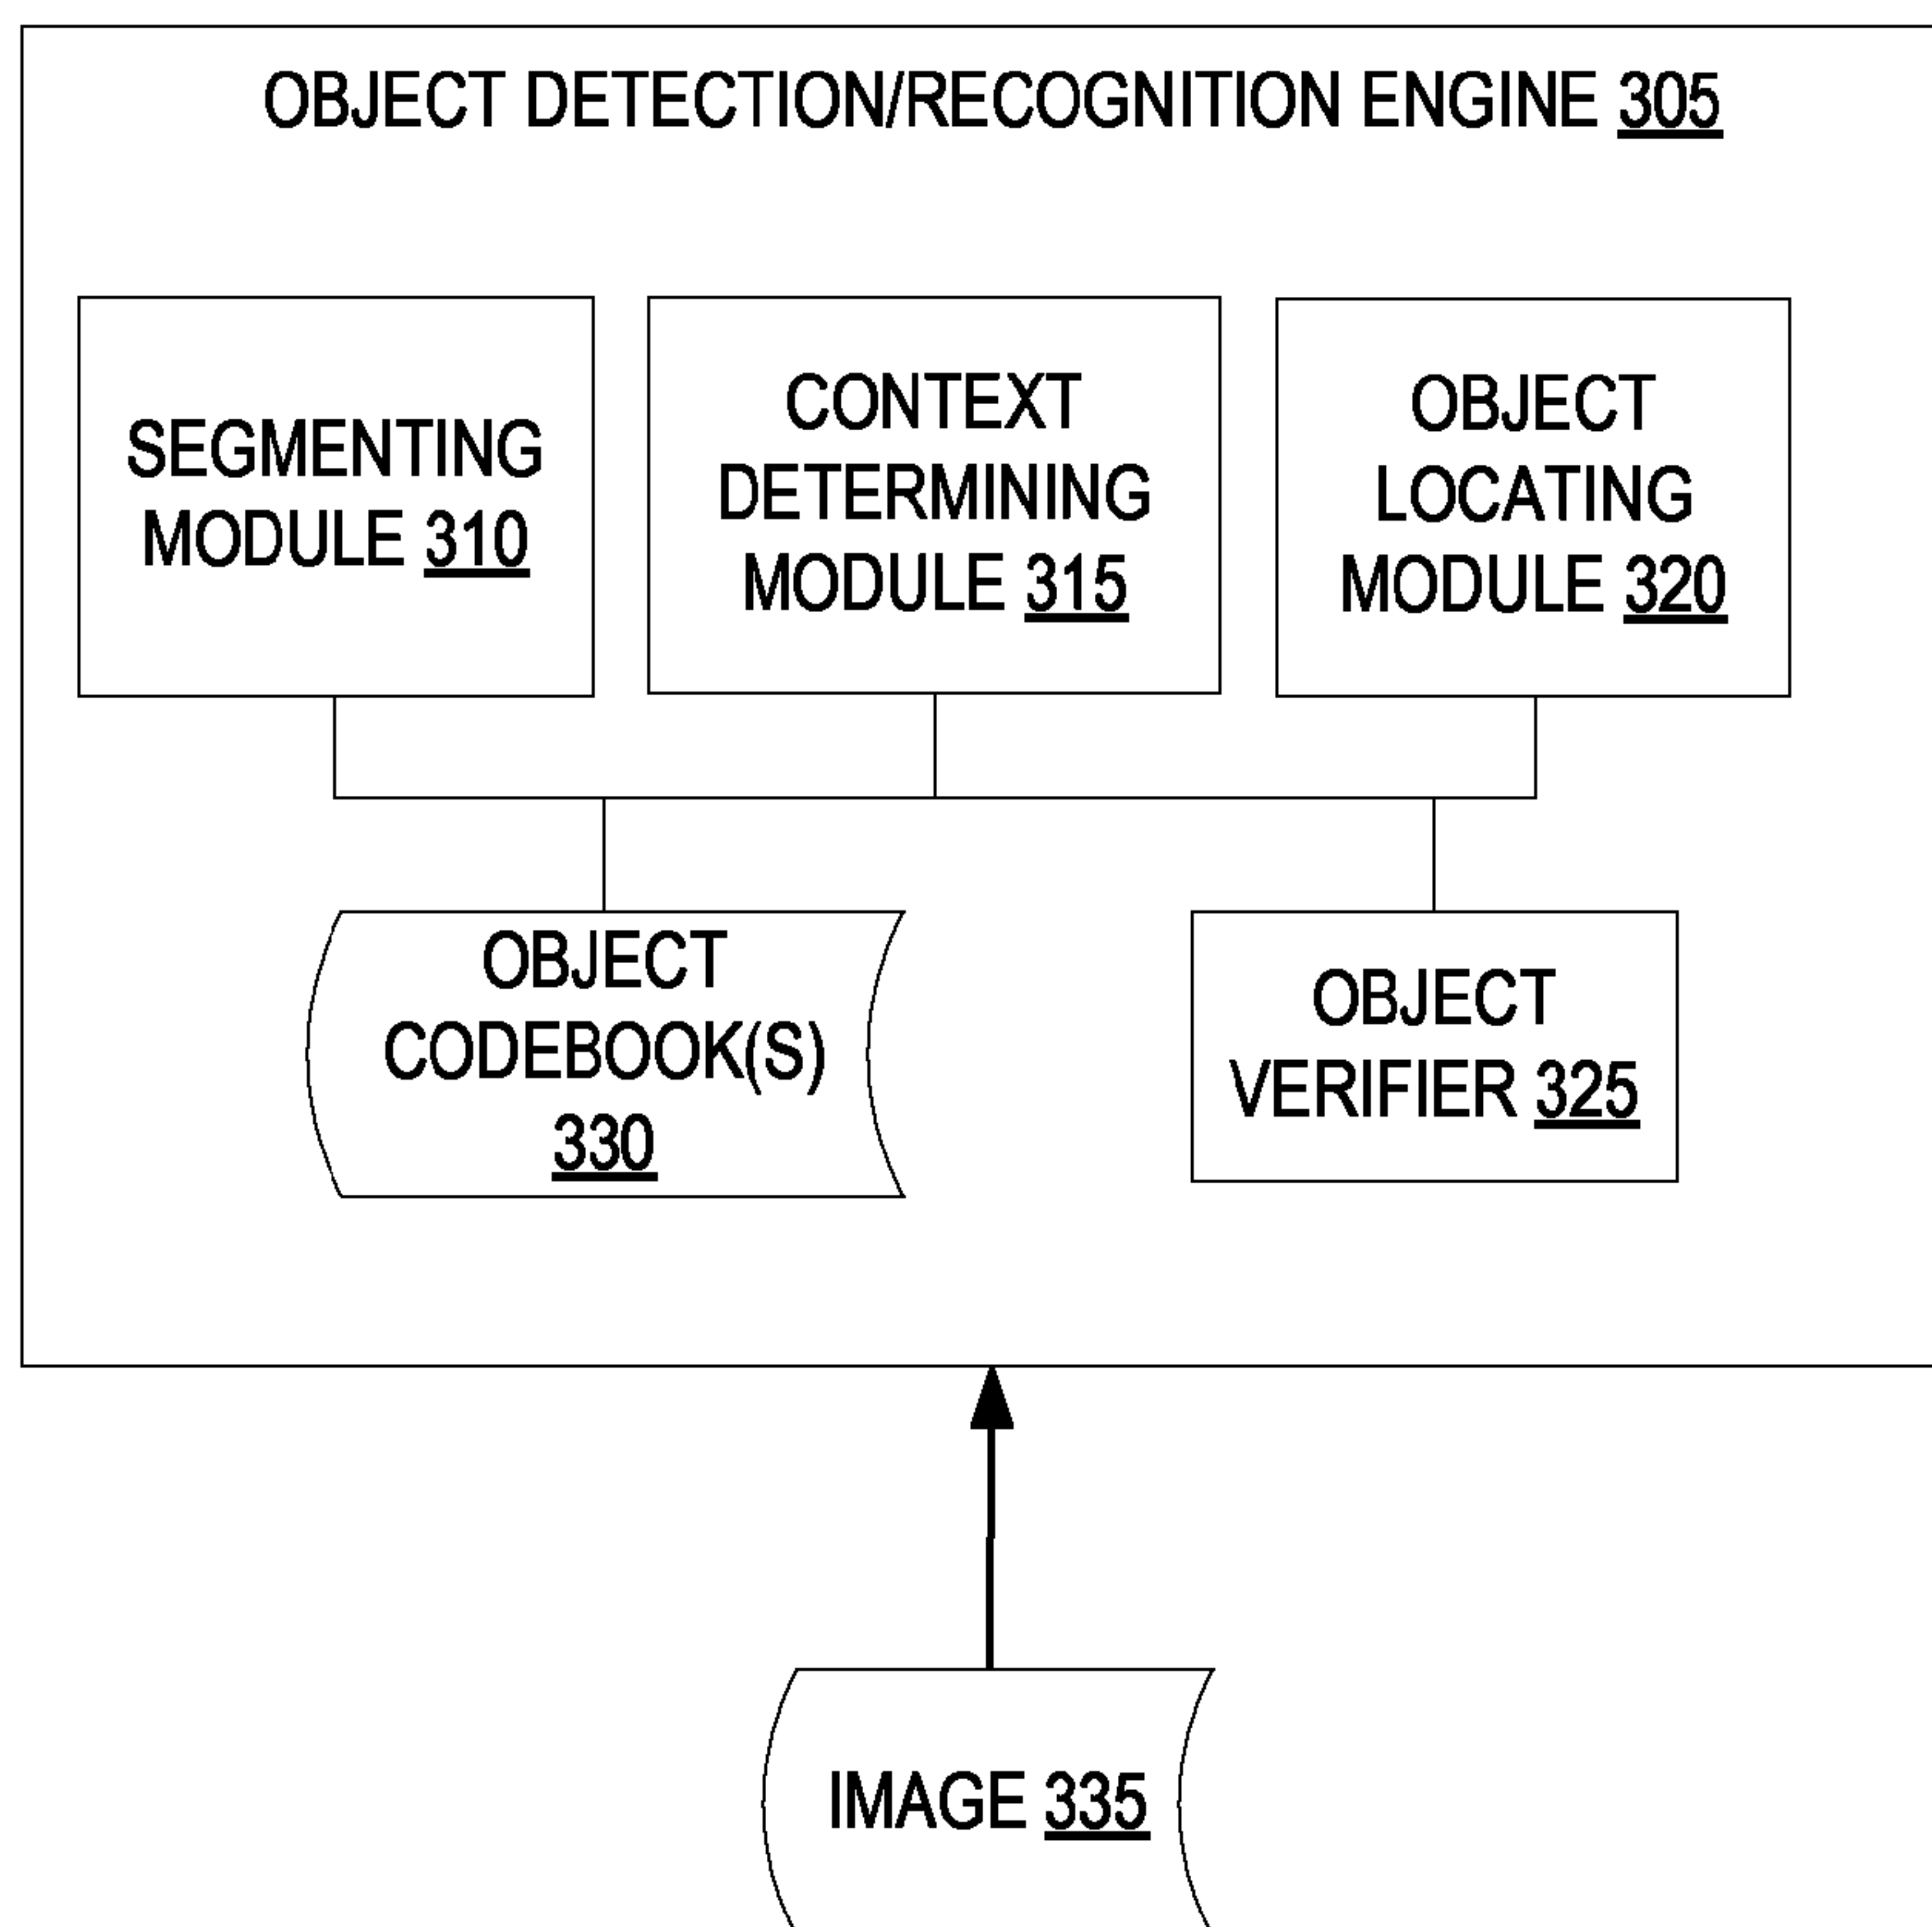 OBJECT DETECTION/RECOGNITION ENGINE 305
SEGMENTING
MODULE 310
CONTEXT
DETERMINING
MODULE 315
OBJECT
LOCATING
MODULE 320
OBJECT
CODEBOOK(S)
330
OBJECT
VERIFIER 325
IMAGE 335